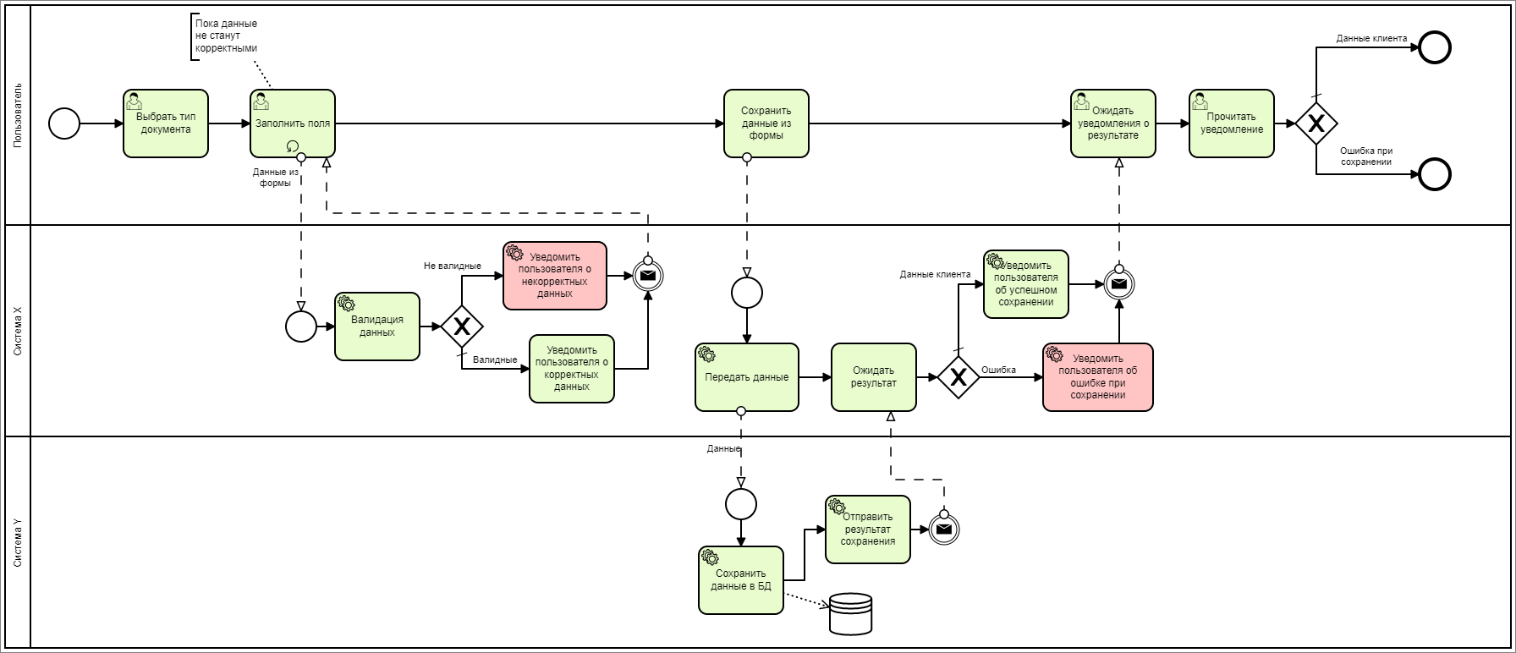 Пользователь
Пока данные
не станут
корректными
Выбрать тип
документа
Заполнить поля
Данные из
формы
Сохранить
данные из
формы
Ожидать
уведомления о
результате
Прочитать
уведомление
Данные клиента
Ошибка при
сохранении
Система X
Валидация
данных
Не валидные
Уведомить
пользователя о
некорректных
данных
Валидные
Уведомить
пользователя о
корректных
данных
Передать данные
Ожидать
результат
Данные клиента
Уведомить
пользователя
об успешном
сохранении
Ошибка
Уведомить
пользователя об
ошибке при
сохранении
Система Y
Данные
Сохранить
данные в БД
Отправить
результат
сохранения